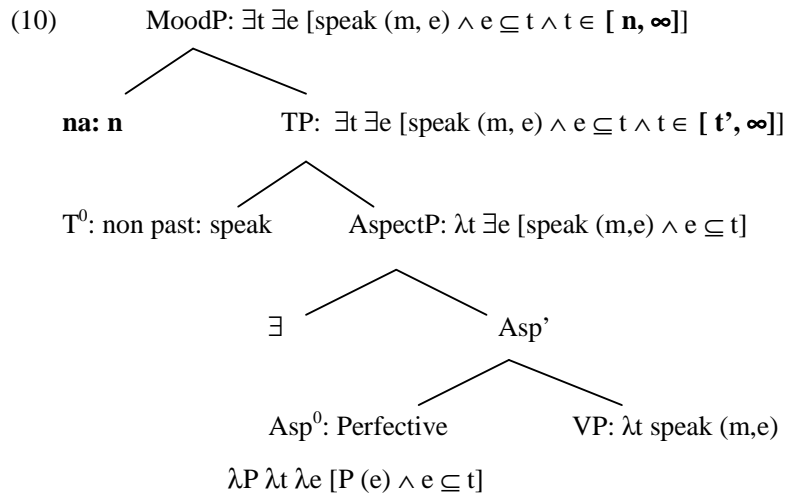 (10) MoodP: ∃t ∃e [speak (m, e) ∧ e ⊆ t ∧ t ∈ [ n, ∞]]
na: n TP: ∃t ∃e [speak (m, e) ∧ e ⊆ t ∧ t ∈ [ t’, ∞]]
T⁰: non past: speak AspectP: λt ∃e [speak (m,e) ∧ e ⊆ t]
∃ Asp’
Asp⁰: Perfective VP: λt speak (m,e)
λP λt λe [P (e) ∧ e ⊆ t]